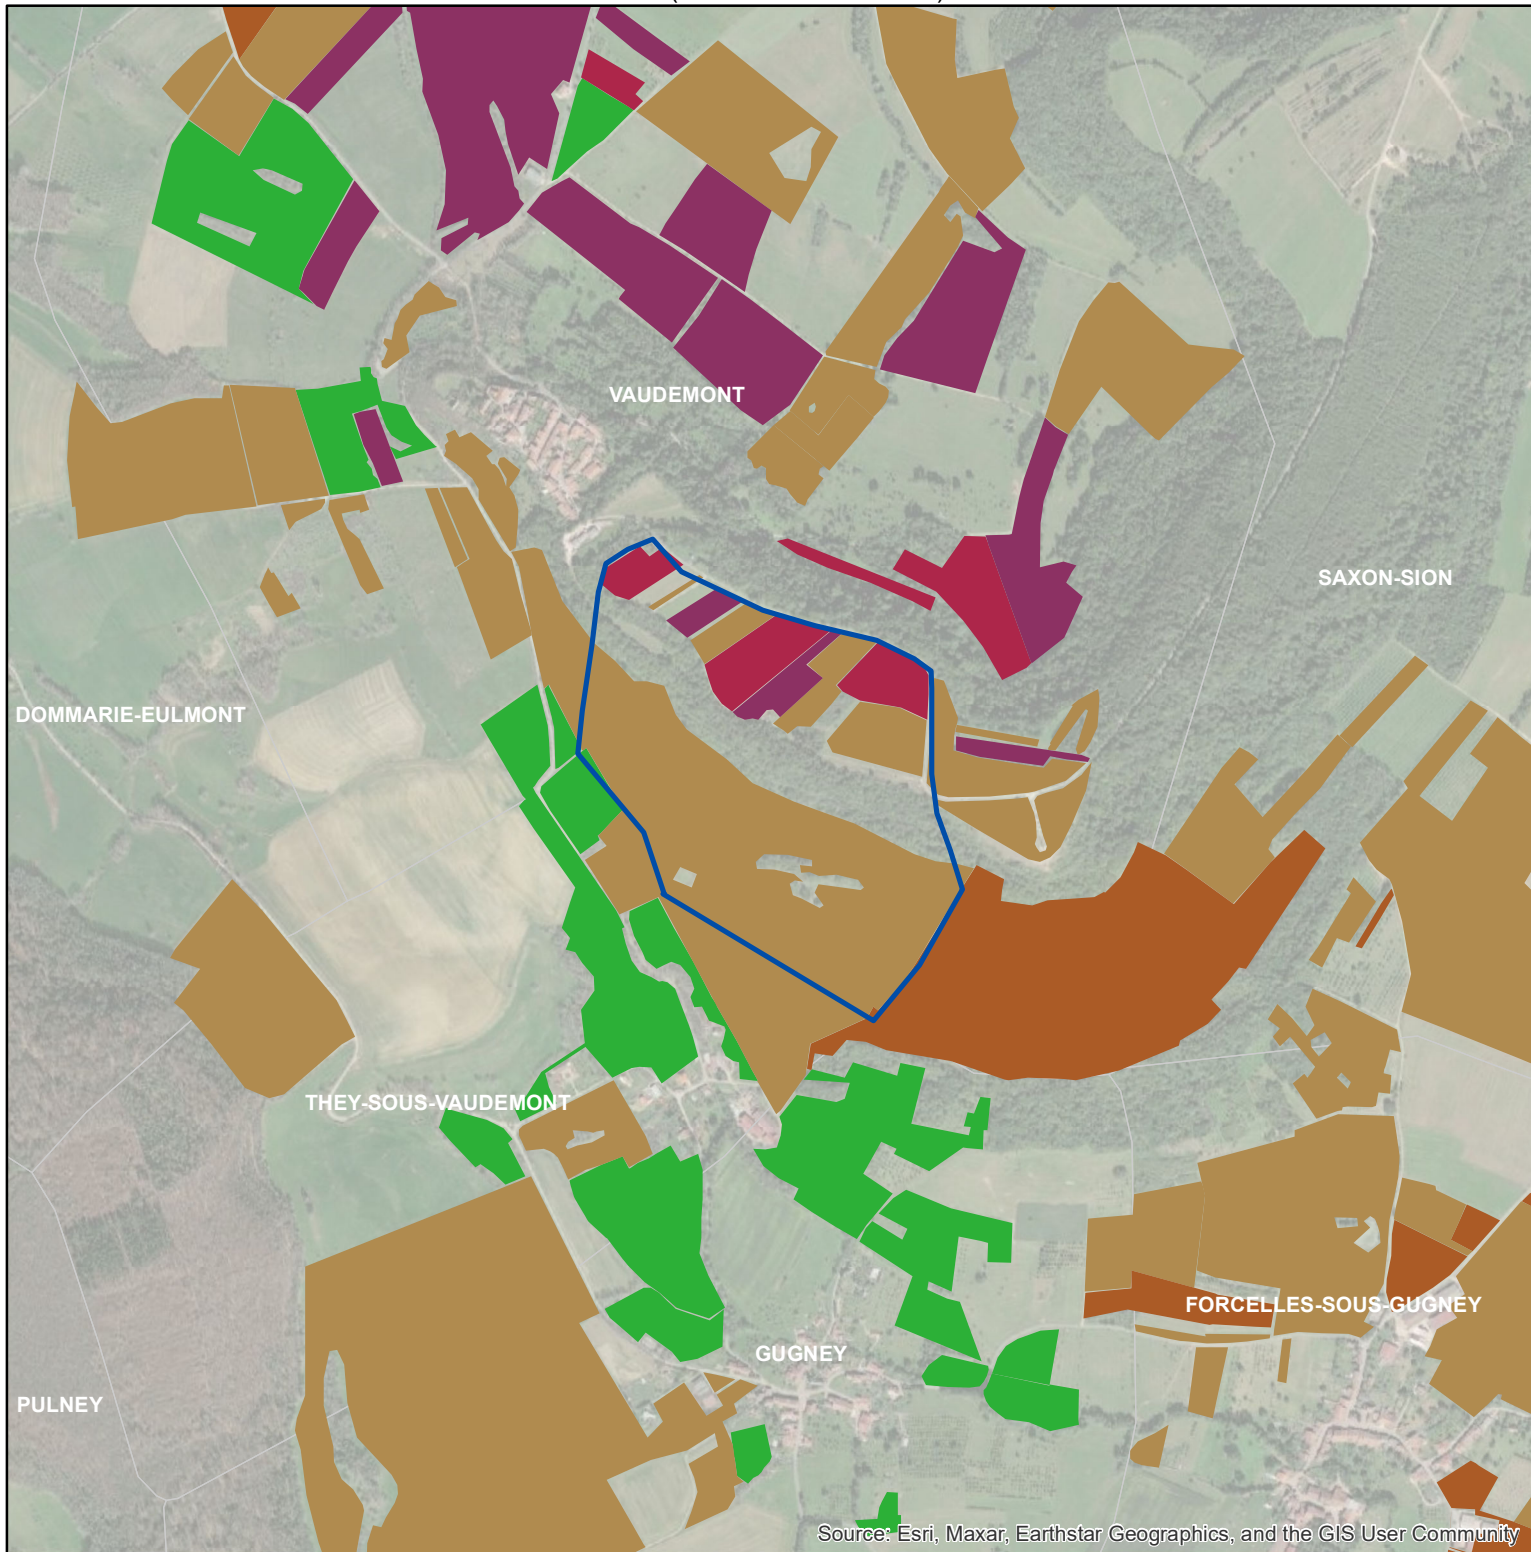 VAUDEMONT
SAXON-SION
DOMMARIE-EULMONT
THEY-SOUS-VAUDEMONT
FORCELLES-SOUS-GUGNEY
GUGNEY
PULNEY
Source: Esri, Maxar, Earthstar Geographics, and the GIS User Community